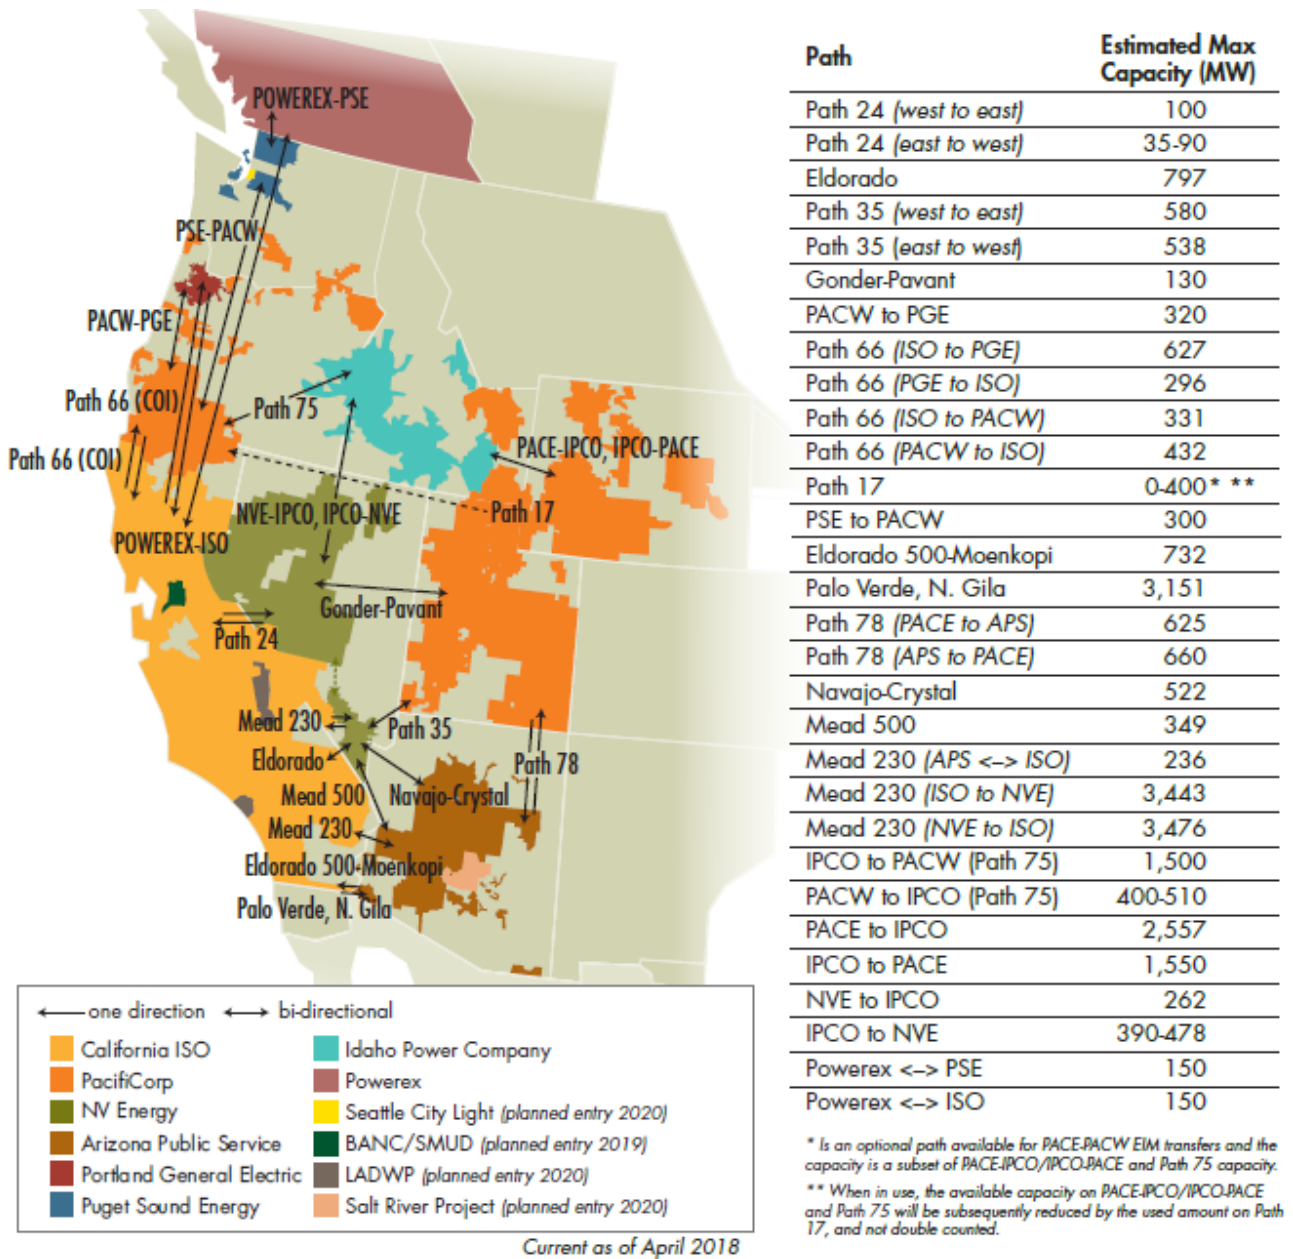 POWEREX-PSE
PSE-PACW
PACW-PGE
Path 66 (COI)
Path 75
Path 66 (COI)
PACE-IPCO, IPCO-PACE
NVE-IPCO, IPCO-NVE
Path 17
POWEREX-ISO
Gonder-Pavant
Path 24
Mead 230
Path 35
Eldorado
Path 78
Mead 500
Navajo-Crystal
Mead 230
Eldorado 500-Moenkopi
Palo Verde, N. Gila
one direction
bi-directional
California ISO
PacifiCorp
NV Energy
Arizona Public Service
Portland General Electric
Puget Sound Energy
Idaho Power Company
Powerex
Seattle City Light (planned entry 2020)
BANC/SMUD (planned entry 2019)
LADWP (planned entry 2020)
Salt River Project (planned entry 2020)
Current as of April 2018
Path Estimated Max
Capacity (MW)
Path 24 (west to east) 100
Path 24 (east to west) 35-90
Eldorado 797
Path 35 (west to east) 580
Path 35 (east to west) 538
Gonder-Pavant 130
PACW to PGE 320
Path 66 (ISO to PGE) 627
Path 66 (PGE to ISO) 296
Path 66 (ISO to PACW) 331
Path 66 (PACW to ISO) 432
Path 17 0-400* **
PSE to PACW 300
Eldorado 500-Moenkopi 732
Palo Verde, N. Gila 3,151
Path 78 (PACE to APS) 625
Path 78 (APS to PACE) 660
Navajo-Crystal 522
Mead 500 349
Mead 230 (APS <–> ISO) 236
Mead 230 (ISO to NVE) 3,443
Mead 230 (NVE to ISO) 3,476
IPCO to PACW (Path 75) 1,500
PACW to IPCO (Path 75) 400-510
PACE to IPCO 2,557
IPCO to PACE 1,550
NVE to IPCO 262
IPCO to NVE 390-478
Powerex <–> PSE 150
Powerex <–> ISO 150
* Is an optional path available for PACE-PACW EIM transfers and the
capacity is a subset of PACE-IPCO/IPCO-PACE and Path 75 capacity.
** When in use, the available capacity on PACE-IPCO/IPCO-PACE
and Path 75 will be subsequently reduced by the used amount on Path
17, and not double counted.